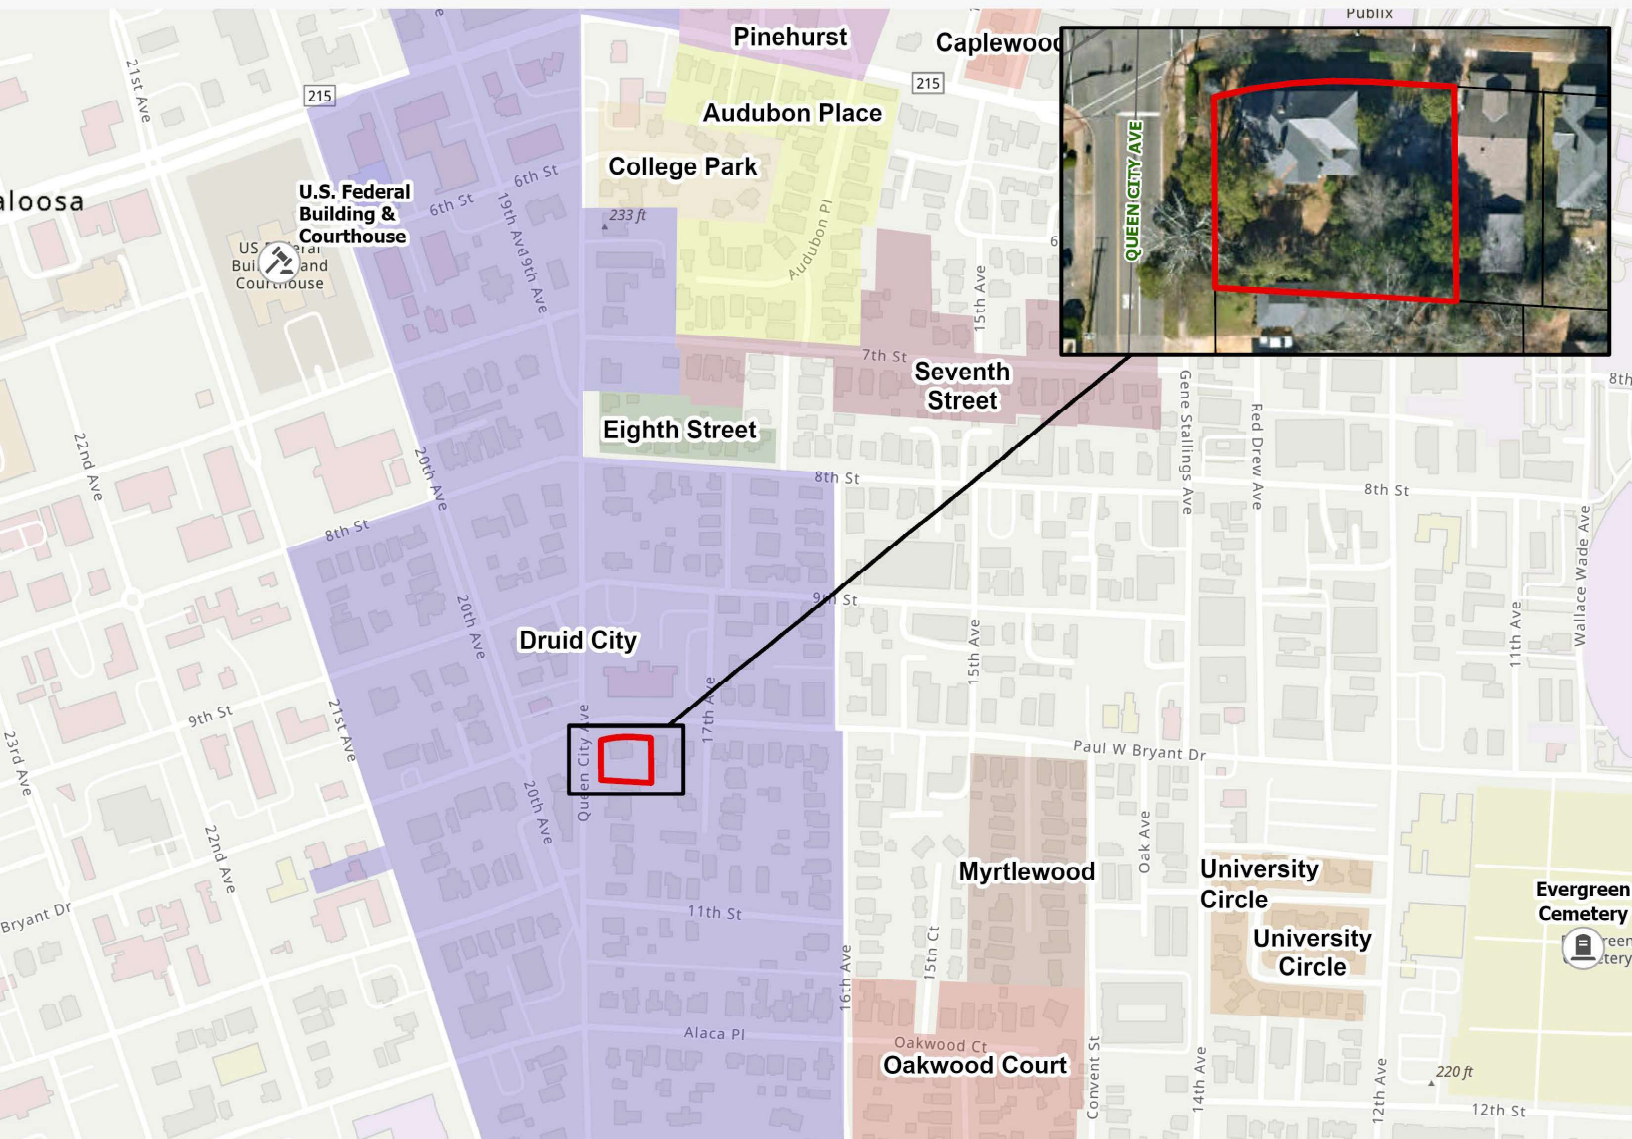 Publix
Pinehurst
Caplewood
21st Ave
215
215
Audubon Place
QUEEN CITY AVE
College Park
6th St
6th St
aloosa
U.S. Federal
Building &
Courthouse
US Federal
Building and
Courthouse
19th Ave
19th Ave
233 ft
Audubon Pl
6
15th Ave
7th St
Seventh
Street
Gene Stallings Ave
Red Drew Ave
8th
Eighth Street
22nd Ave
20th Ave
8th St
8th St
8th St
Wallace Wade Ave
9th St
20th Ave
Druid City
15th Ave
11th Ave
9th St
21st Ave
17th Ave
Queen City Ave
23rd Ave
Paul W Bryant Dr
20th Ave
22nd Ave
Oak Ave
Myrtlewood
University
Circle
Evergreen
Cemetery
Bryant Dr
11th St
University
Circle
15th Ct
16th Ave
Alaca Pl
Oakwood Ct
Oakwood Court
Convent St
14th Ave
12th Ave
220 ft
12th St